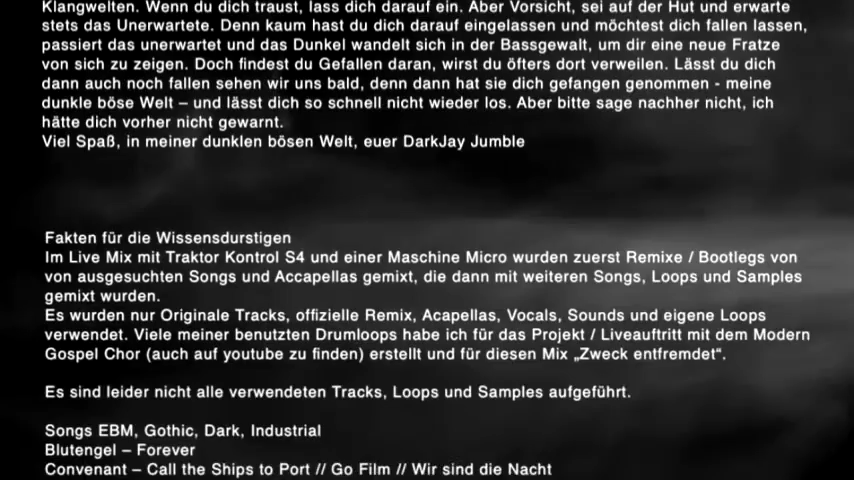 Klangwelten. Wenn du dich traust, lass dich darauf ein. Aber Vorsicht, sei auf der Hut und erwarte
stets das Unerwartete. Denn kaum hast du dich darauf eingelassen und möchtest dich fallen lassen,
passiert das unerwartet und das Dunkel wandelt sich in der Bassgewalt, um dir eine neue Fratze
von sich zu zeigen. Doch findest du Gefallen daran, wirst du öfters dort verweilen. Lässt du dich
dann auch noch fallen sehen wir uns bald, denn dann hat sie dich gefangen genommen - meine
dunkle böse Welt – und lässt dich so schnell nicht wieder los. Aber bitte sage nachher nicht, ich
hätte dich vorher nicht gewarnt.
Viel Spaß, in meiner dunklen bösen Welt, euer DarkJay Jumble
Fakten für die Wissensdurstigen
Im Live Mix mit Traktor Kontrol S4 und einer Maschine Micro wurden zuerst Remixe / Bootlegs von
von ausgesuchten Songs und Accapellas gemixt, die dann mit weiteren Songs, Loops und Samples
gemixt wurden.
Es wurden nur Originale Tracks, offizielle Remix, Acapellas, Vocals, Sounds und eigene Loops
verwendet. Viele meiner benutzten Drumloops habe ich für das Projekt / Liveauftritt mit dem Modern
Gospel Chor (auch auf youtube zu finden) erstellt und für diesen Mix „Zweck entfremdet“.
Es sind leider nicht alle verwendeten Tracks, Loops und Samples aufgeführt.
Songs EBM, Gothic, Dark, Industrial
Blutengel – Forever
Convenant – Call the Ships to Port // Go Film // Wir sind die Nacht